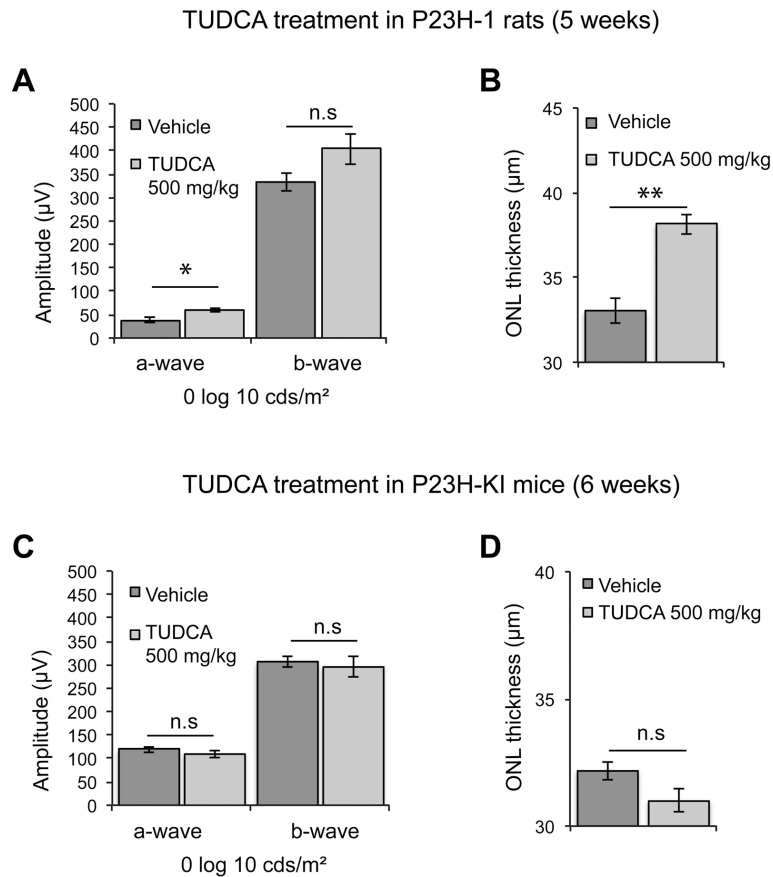 TUDCA treatment in P23H-1 rats (5 weeks)
A
Amplitude (µV)
500
450
400
350
300
250
200
150
100
50
0
Vehicle
TUDCA
500 mg/kg
*
n.s
a-wave
b-wave
0 log 10 cds/m²
B
ONL thickness (µm)
45
40
35
30
Vehicle
TUDCA 500 mg/kg
**
TUDCA treatment in P23H-KI mice (6 weeks)
C
Amplitude (µV)
500
450
400
350
300
250
200
150
100
50
0
Vehicle
TUDCA
500 mg/kg
n.s
n.s
a-wave
b-wave
0 log 10 cds/m²
D
ONL thickness (µm)
40
35
30
Vehicle
TUDCA 500 mg/kg
n.s